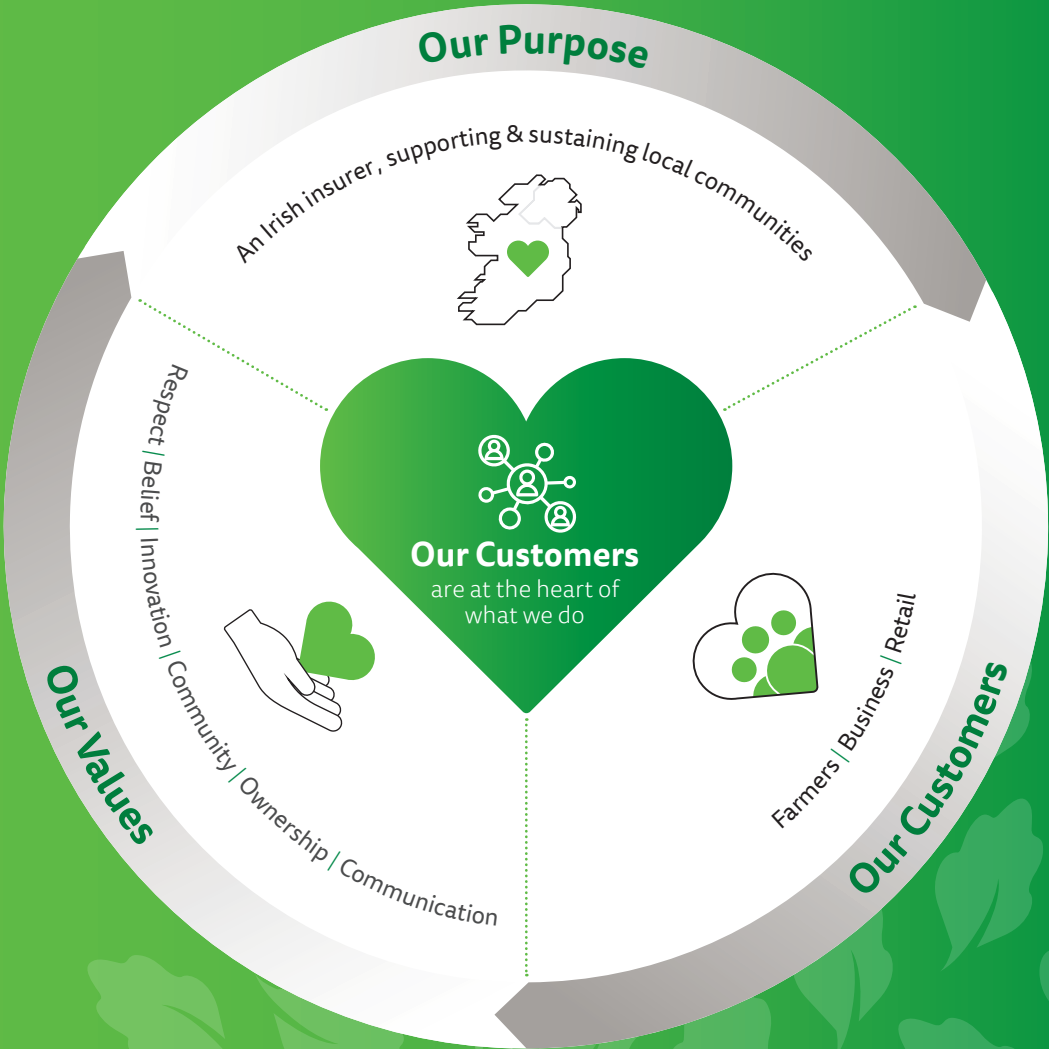 Our Purpose
An Irish insurer, supporting & sustaining local communities
Our Customers
are at the heart of
what we do
Farmers | Business | Retail
Our Customers
Respect | Belief | Innovation | Community | Ownership | Communication
Our Values